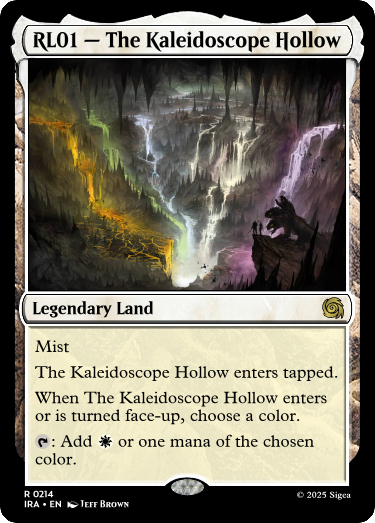 RL01 — The Kaleidoscope Hollow
Legendary Land
Mist
The Kaleidoscope Hollow enters tapped.
When The Kaleidoscope Hollow enters
or is turned face-up, choose a color.
: Add or one mana of the chosen
color.
R 0214
IRA • EN Jeff Brown
© 2025 Sigea